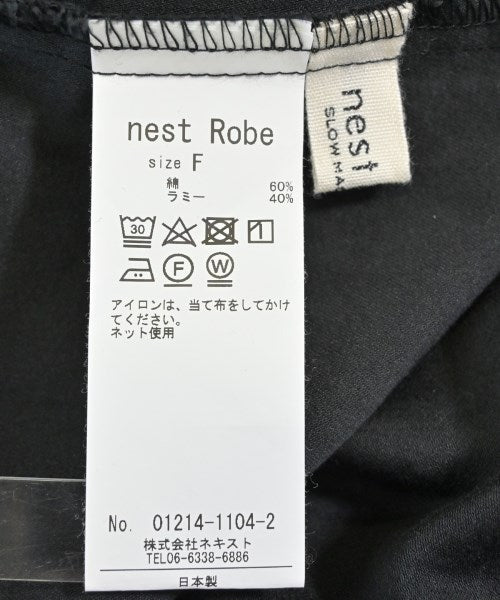 nest Robe
size F
綿 60%
ラミー 40%
30
F W
アイロンは、当て布をしてかけ
てください。
ネット使用
No. 01214-1104-2
株式会社ネキスト
TEL06-6338-6886
日本製
nest
SLOW MA